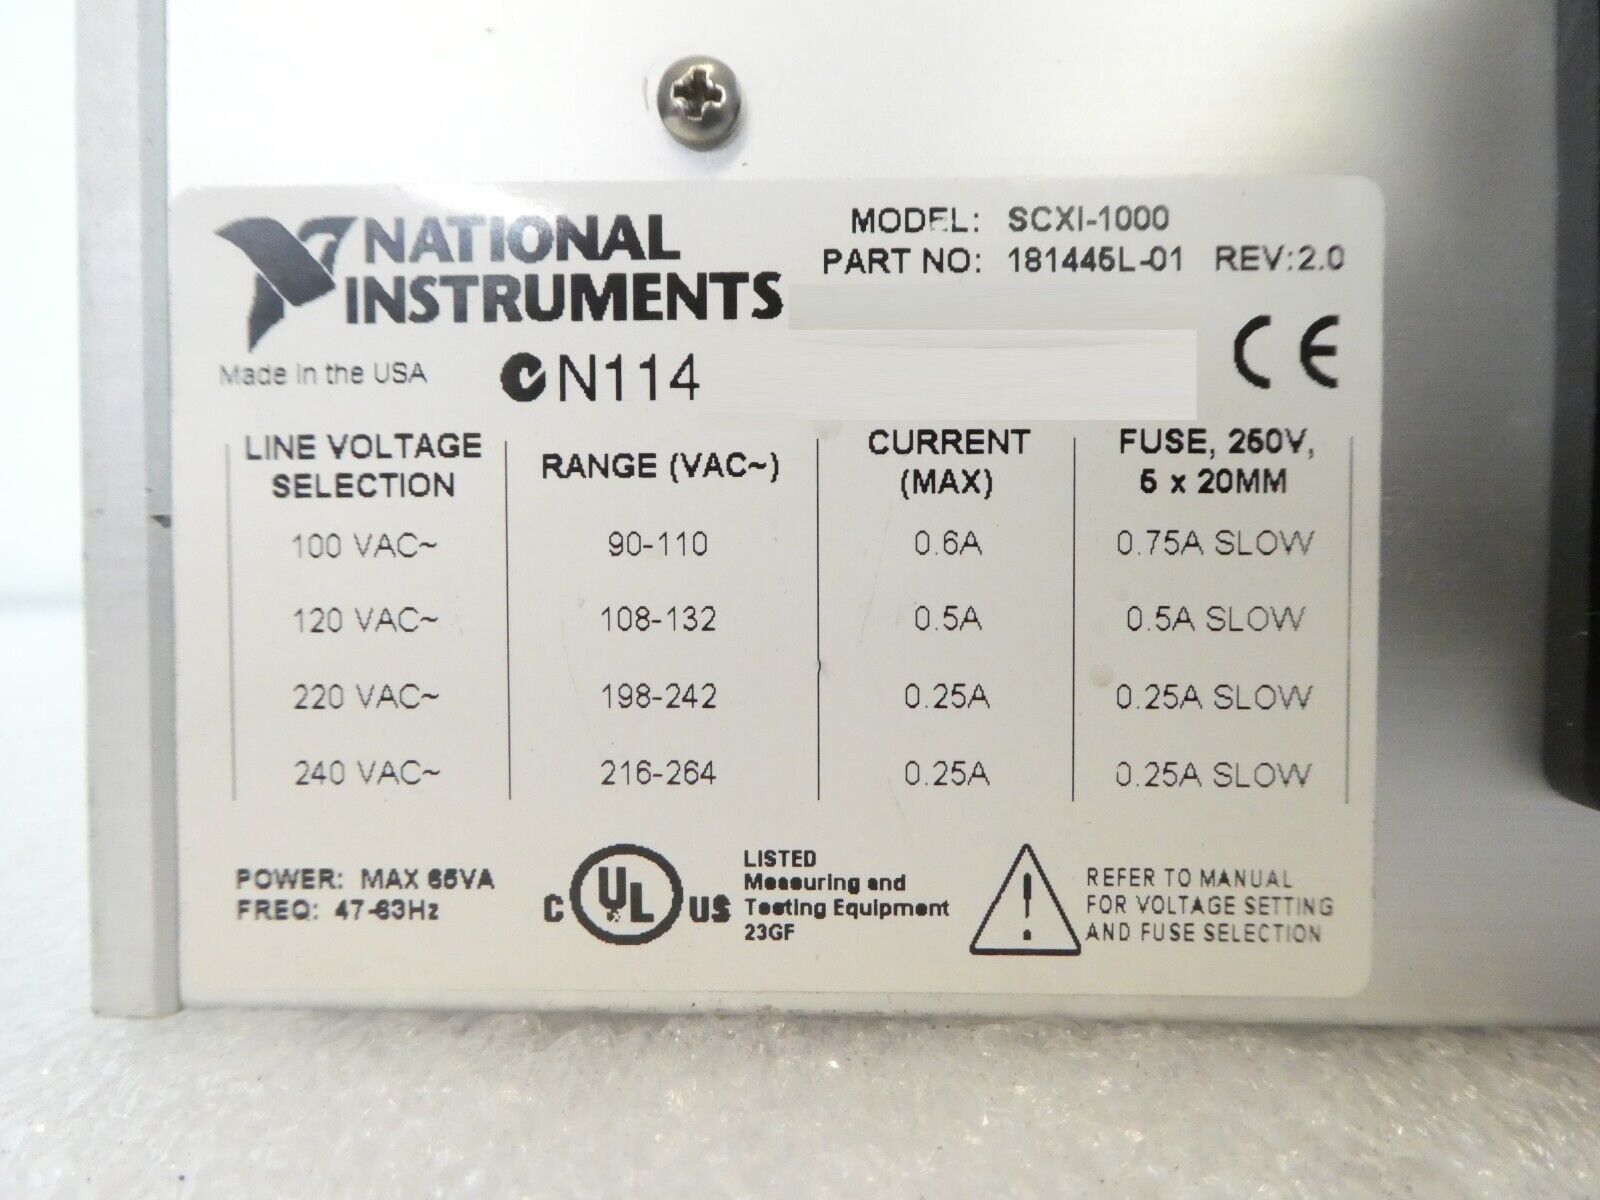 NATIONAL
INSTRUMENTS
MODEL: SCXI-1000
PART NO: 181445L-01 REV:2.0
Made in the USA
N114
CE
LINE VOLTAGE SELECTION RANGE (VAC~) CURRENT (MAX) FUSE, 250V, 5 x 20MM
100 VAC~ 90-110 0.6A 0.75A SLOW
120 VAC~ 108-132 0.5A 0.5A SLOW
220 VAC~ 198-242 0.25A 0.25A SLOW
240 VAC~ 216-264 0.25A 0.25A SLOW
POWER: MAX 65VA
FREQ: 47-63Hz
C UL US
LISTED
Measuring and
Testing Equipment
23GF
!
REFER TO MANUAL
FOR VOLTAGE SETTING
AND FUSE SELECTION